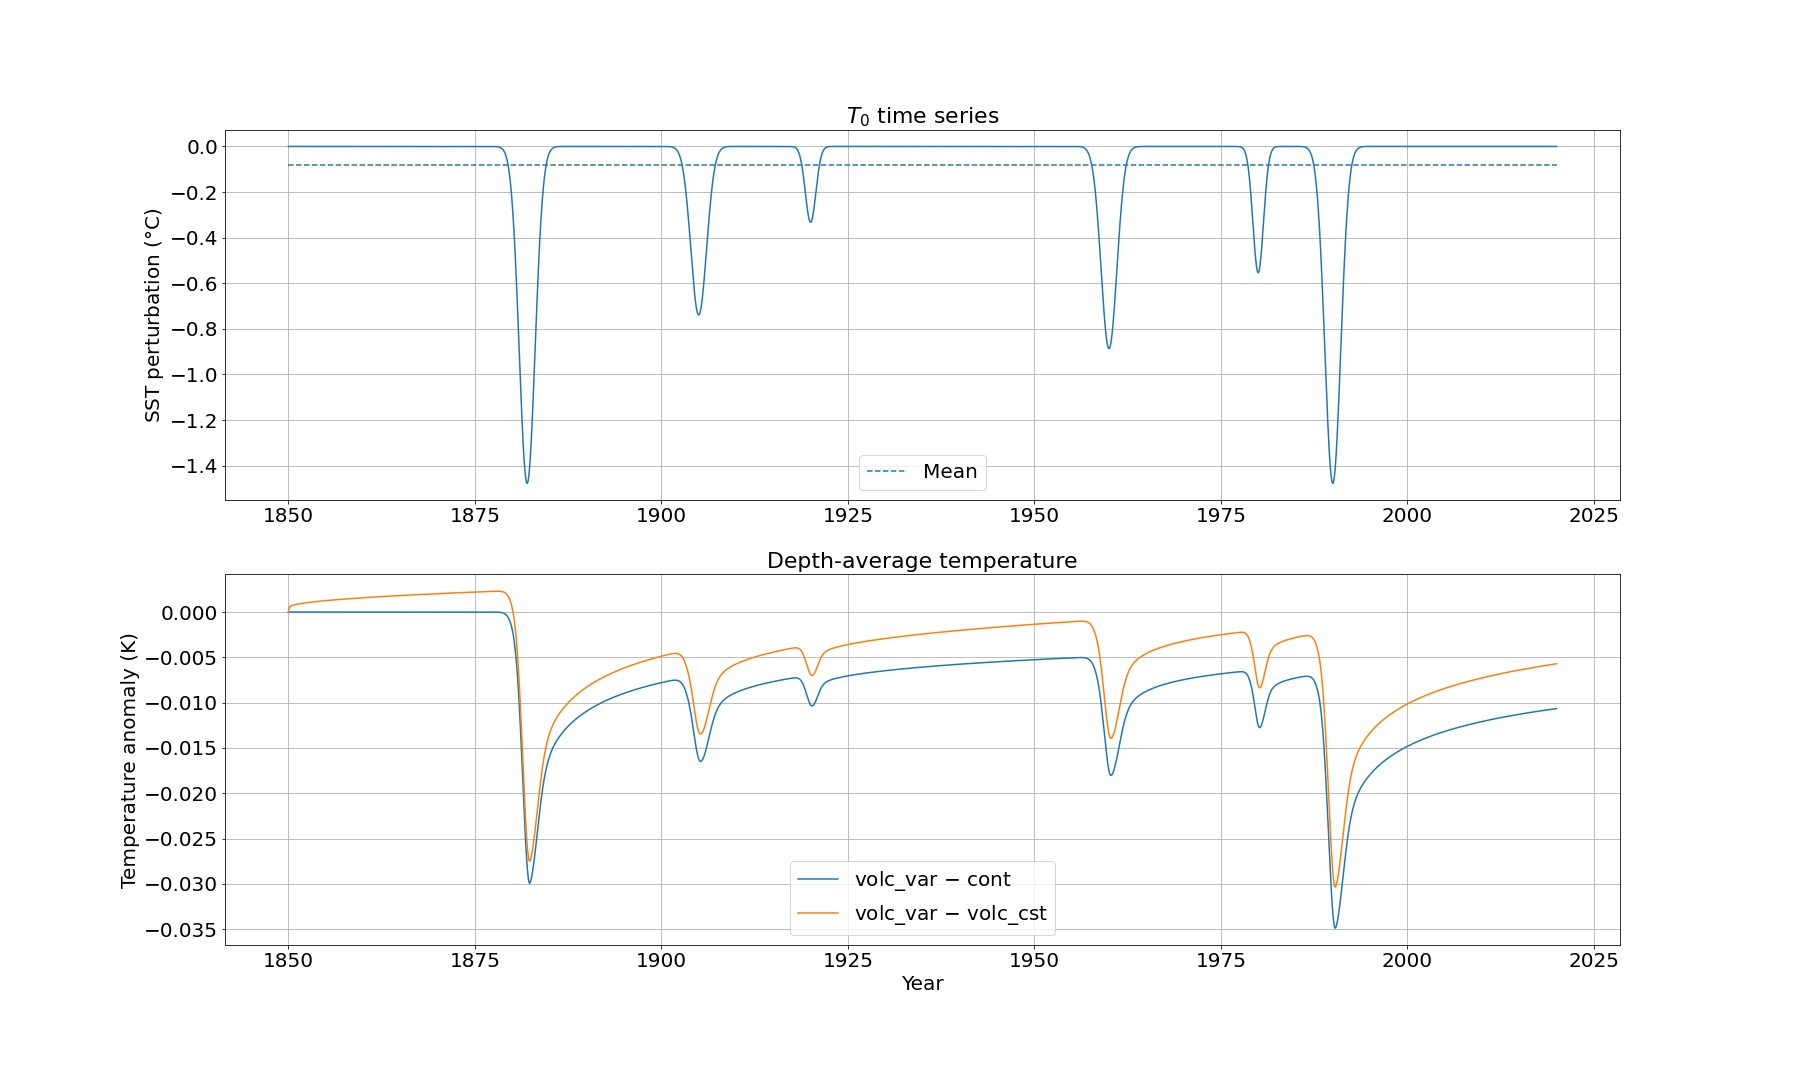 T0 time series
SST perturbation (°C)
0.0
−0.2
−0.4
−0.6
−0.8
−1.0
−1.2
−1.4
Mean
1850 1875 1900 1925 1950 1975 2000 2025
Depth-average temperature
Temperature anomaly (K)
0.000
−0.005
−0.010
−0.015
−0.020
−0.025
−0.030
−0.035
volc_var − cont
volc_var − volc_cst
1850 1875 1900 1925 1950 1975 2000 2025
Year